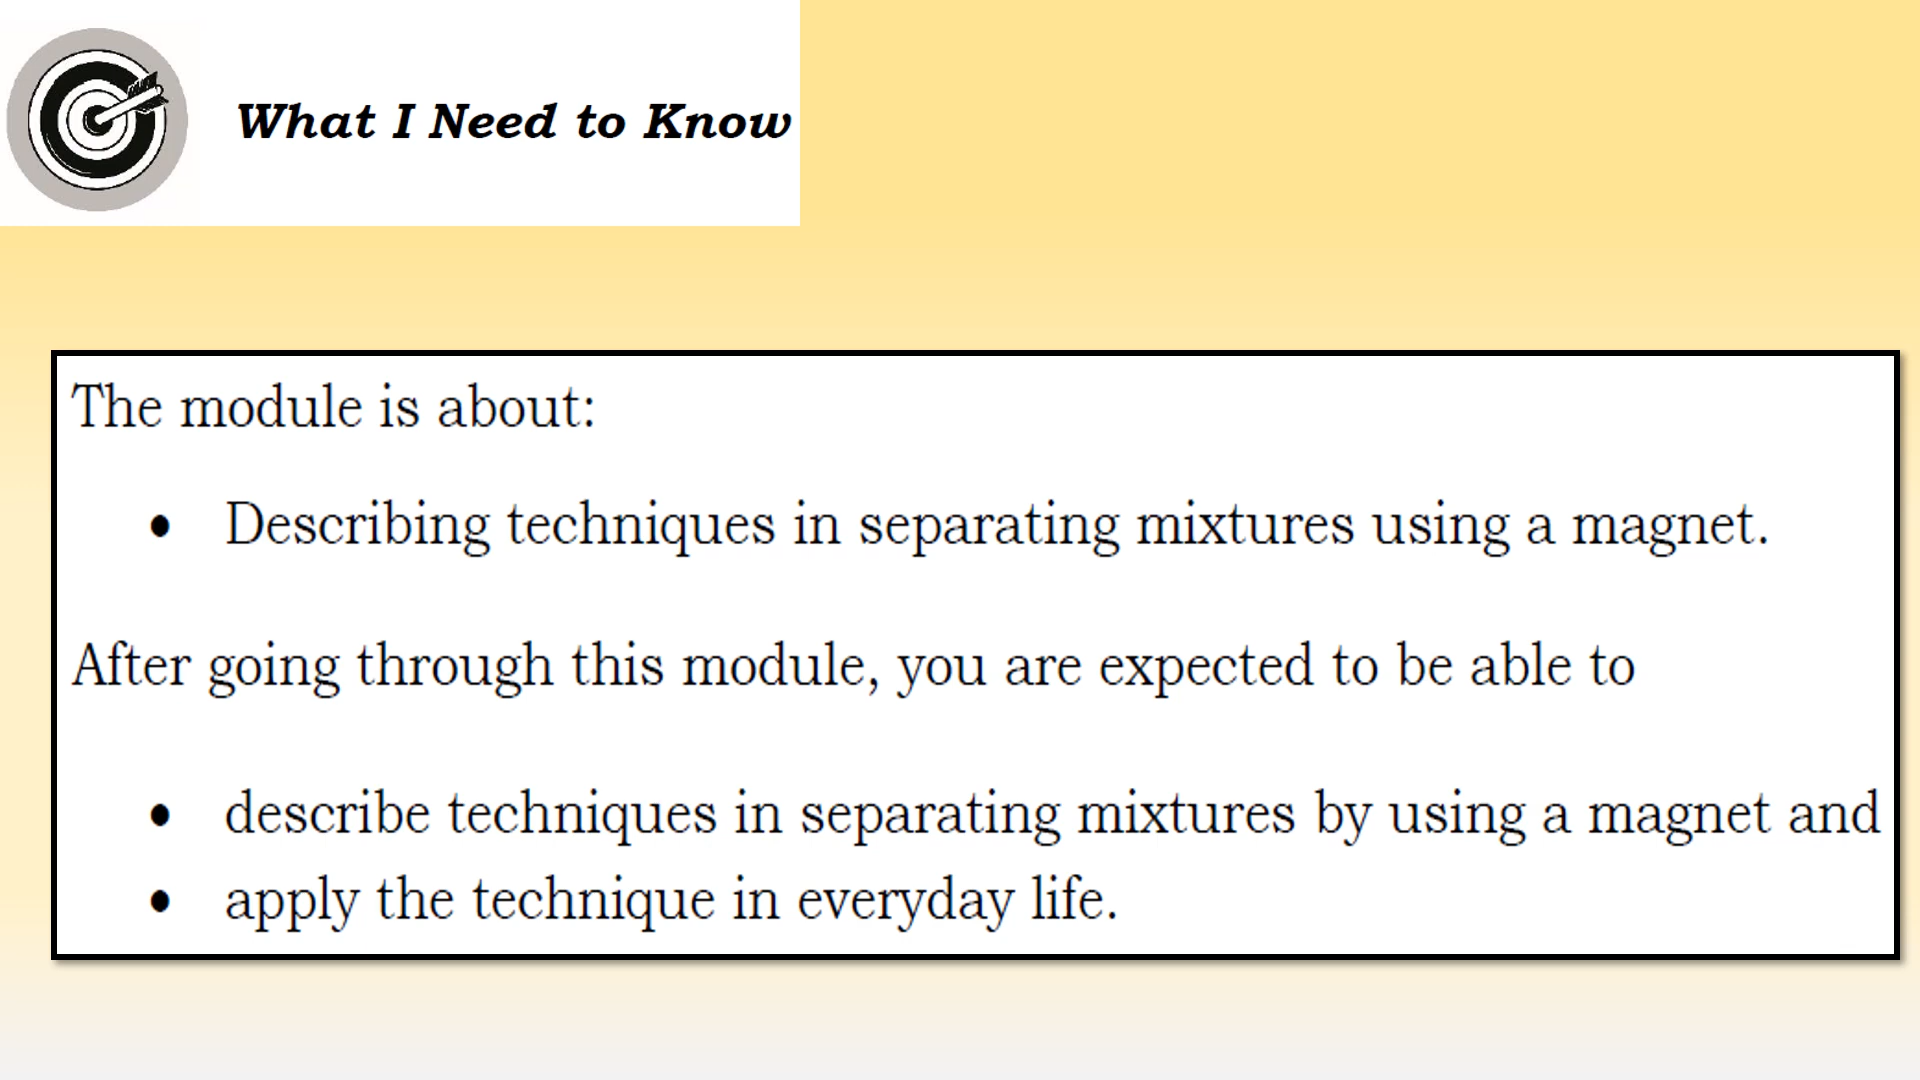 What I Need to Know
The module is about:
• Describing techniques in separating mixtures using a magnet.
After going through this module, you are expected to be able to
• describe techniques in separating mixtures by using a magnet and
• apply the technique in everyday life.